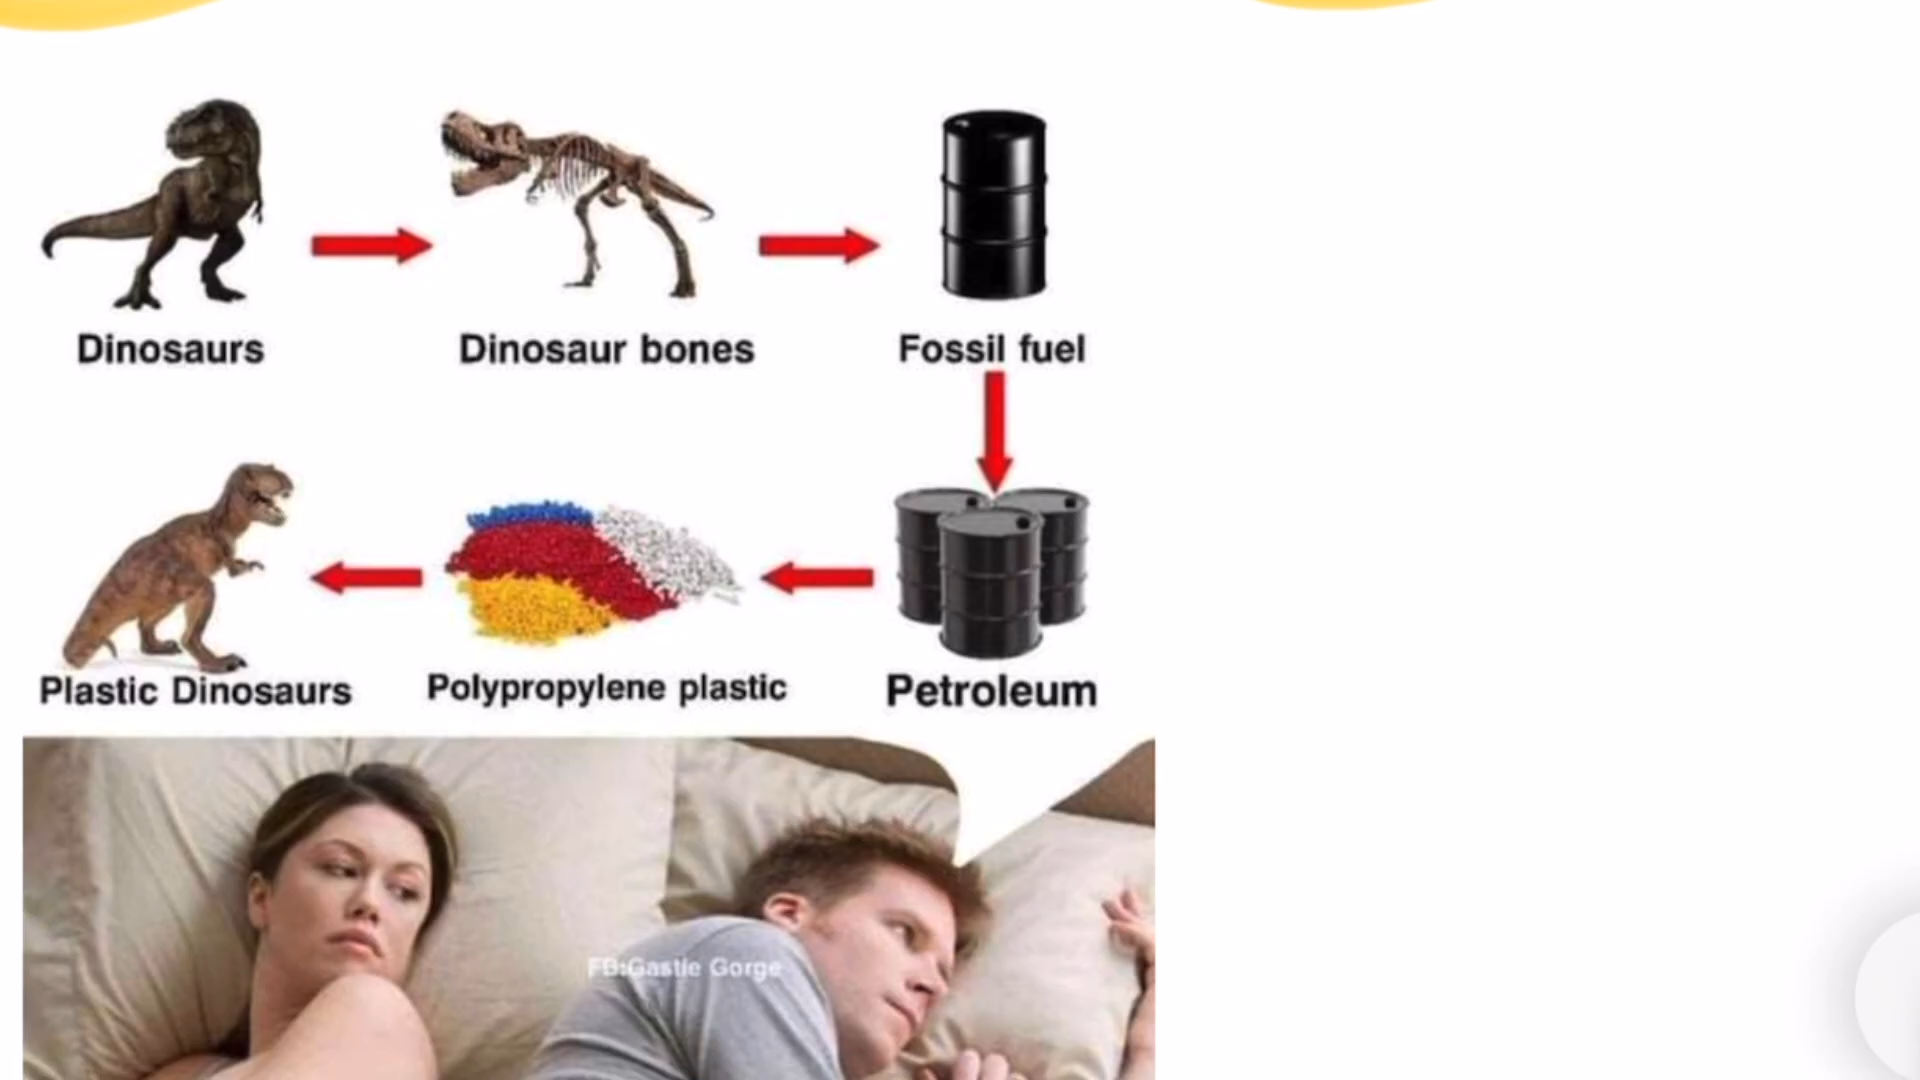 Dinosaurs
Dinosaur bones
Fossil fuel
Plastic Dinosaurs
Polypropylene plastic
Petroleum
FB:Gastle Gorge